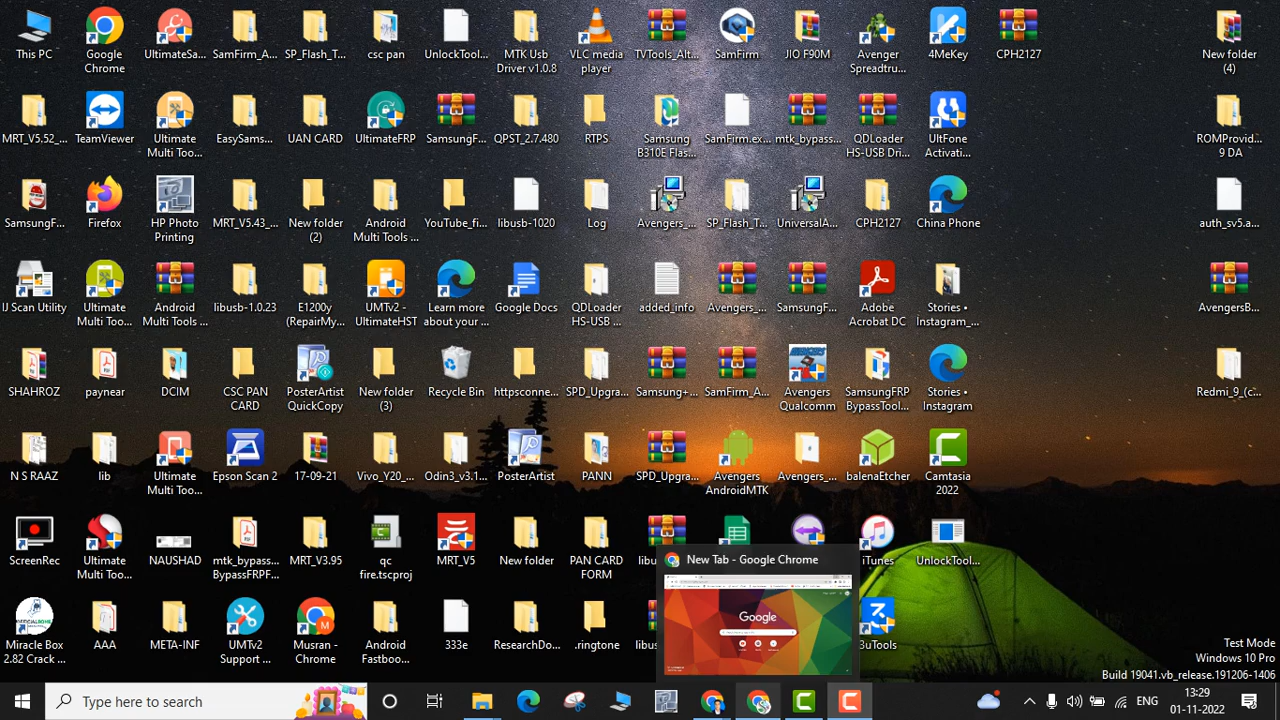 This PC
Google
Chrome
UltimateSa...
SamFirm_A...
SP_Flash_T...
csc pan
UnlockTool...
MTK Usb
Driver v1.0.8
VLC media
player
TVTools_Alt...
SamFirm
JIO F90M
Avenger
Spreadtru...
4MeKey
CPH2127
New folder
(4)
MRT_V5.52_...
TeamViewer
Ultimate
Multi Too...
EasySams...
UAN CARD
UltimateFRP
SamsungF...
QPST_2.7.480
RTPS
Samsung
B310E Flas...
SamFirm.ex...
mtk_bypass...
QDLoader
HS-USB Dri...
UltFone
Activati...
ROMProvid...
9 DA
SamsungF...
Firefox
HP Photo
Printing
MRT_V5.43_...
New folder
(2)
Android
Multi Tools ...
YouTube_fi...
libusb-1020
Log
Avengers_...
SP_Flash_T...
UniversalA...
CPH2127
China Phone
auth_sv5.a...
IJ Scan Utility
Ultimate
Multi Too...
Android
Multi Tools ...
libusb-1.0.23
E1200y
(RepairMy...
UMTv2 -
UltimateHST
Learn more
about your ...
Google Docs
QDLoader
HS-USB ...
added_info
Avengers_...
SamsungF...
Adobe
Acrobat DC
Stories •
Instagram_...
AvengersB...
SHAHROZ
paynear
DCIM
CSC PAN
CARD
PosterArtist
QuickCopy
New folder
(3)
Recycle Bin
httpsconne...
SPD_Upgra...
Samsung+...
SamFirm_A...
Avengers
Qualcomm
SamsungFRP
BypassTool...
Stories •
Instagram
Redmi_9_(c...
N S RAAZ
lib
Ultimate
Multi Too...
Epson Scan 2
17-09-21
Vivo_Y20_...
Odin3_v3.1...
PosterArtist
PANN
SPD_Upgra...
Avengers
AndroidMTK
Avengers_...
balenaEtcher
Camtasia
2022
ScreenRec
Ultimate
Multi Too...
NAUSHAD
mtk_bypass...
BypassFRPF...
MRT_V3.95
qc
fire.tscproj
MRT_V5
New folder
PAN CARD
FORM
New Tab - Google Chrome
Google
iTunes
UnlockTool...
Miracle Box
2.82 Crack ...
AAA
META-INF
UMTv2
Support ...
Musran -
Chrome
Android
Fastboo...
333e
ResearchDo...
.ringtone
3uTools
Test Mode
Windows 10 Pro
Build 19041.vb_release.191206-14
Type here to search
ENG
13:29
01-11-2022